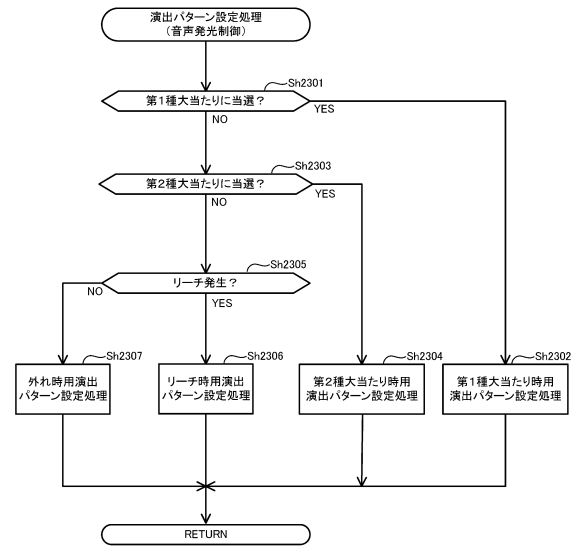 演出パターン設定処理
（音声発光制御）
Sh2301
第１種大当たりに当選？
YES
NO
Sh2303
第２種大当たりに当選？
YES
NO
Sh2305
リーチ発生？
NO
YES
Sh2307
外れ時用演出
パターン設定処理
Sh2306
リーチ時用演出
パターン設定処理
Sh2304
第２種大当たり時用
演出パターン設定処理
Sh2302
第１種大当たり時用
演出パターン設定処理
RETURN